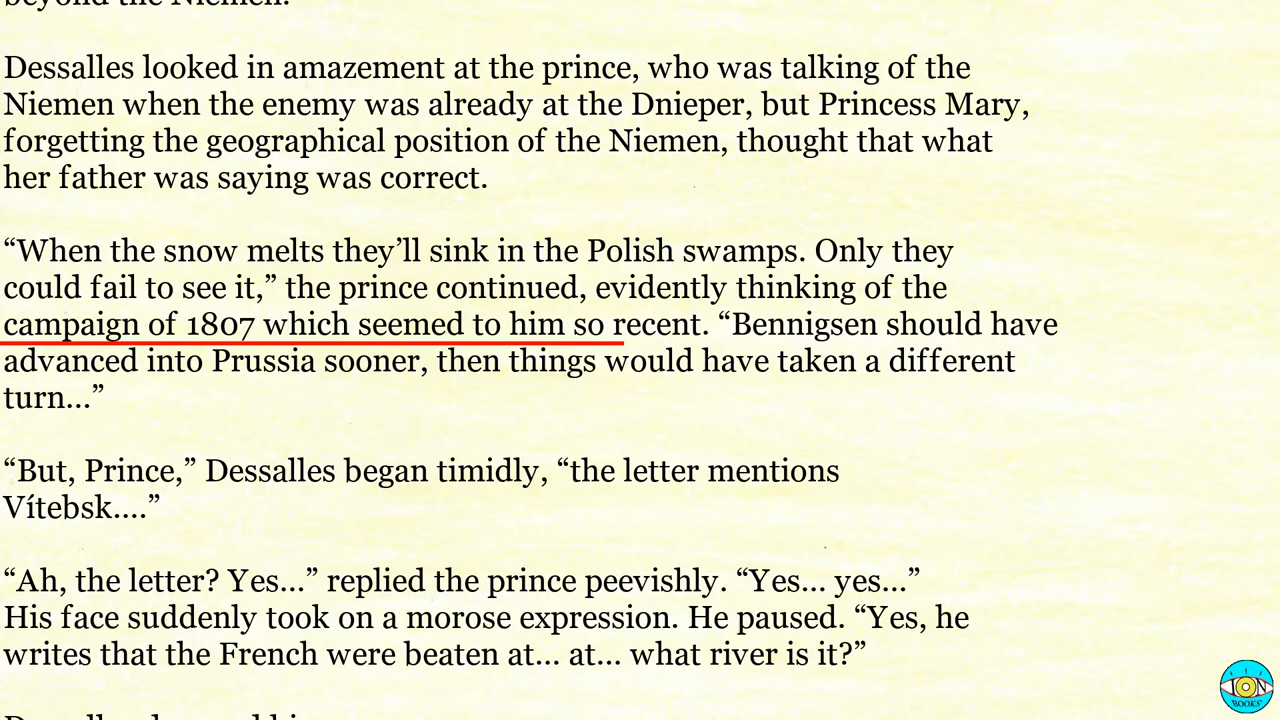 beyond the Niemen.
Dessalles looked in amazement at the prince, who was talking of the
Niemen when the enemy was already at the Dnieper, but Princess Mary,
forgetting the geographical position of the Niemen, thought that what
her father was saying was correct.
“When the snow melts they’ll sink in the Polish swamps. Only they
could fail to see it,” the prince continued, evidently thinking of the
campaign of 1807 which seemed to him so recent. “Bennigsen should have
advanced into Prussia sooner, then things would have taken a different
turn...”
“But, Prince,” Dessalles began timidly, “the letter mentions
Vítebsk....”
“Ah, the letter? Yes...” replied the prince peevishly. “Yes... yes...”
His face suddenly took on a morose expression. He paused. “Yes, he
writes that the French were beaten at... at... what river is it?”
ION
BOOKS